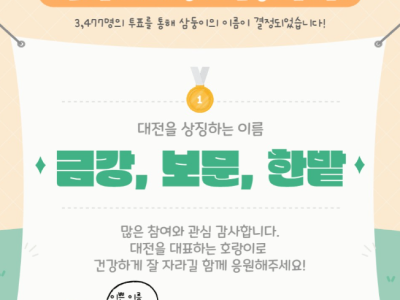 3,477명의 투표를 통해 삼둥이의 이름이 결정되었습니다!
1
대전을 상징하는 이름
금강, 보문, 한밭
많은 참여와 관심 감사합니다.
대전을 대표하는 호랑이로
건강하게 잘 자라길 함께 응원해주세요!
이쁜 이름